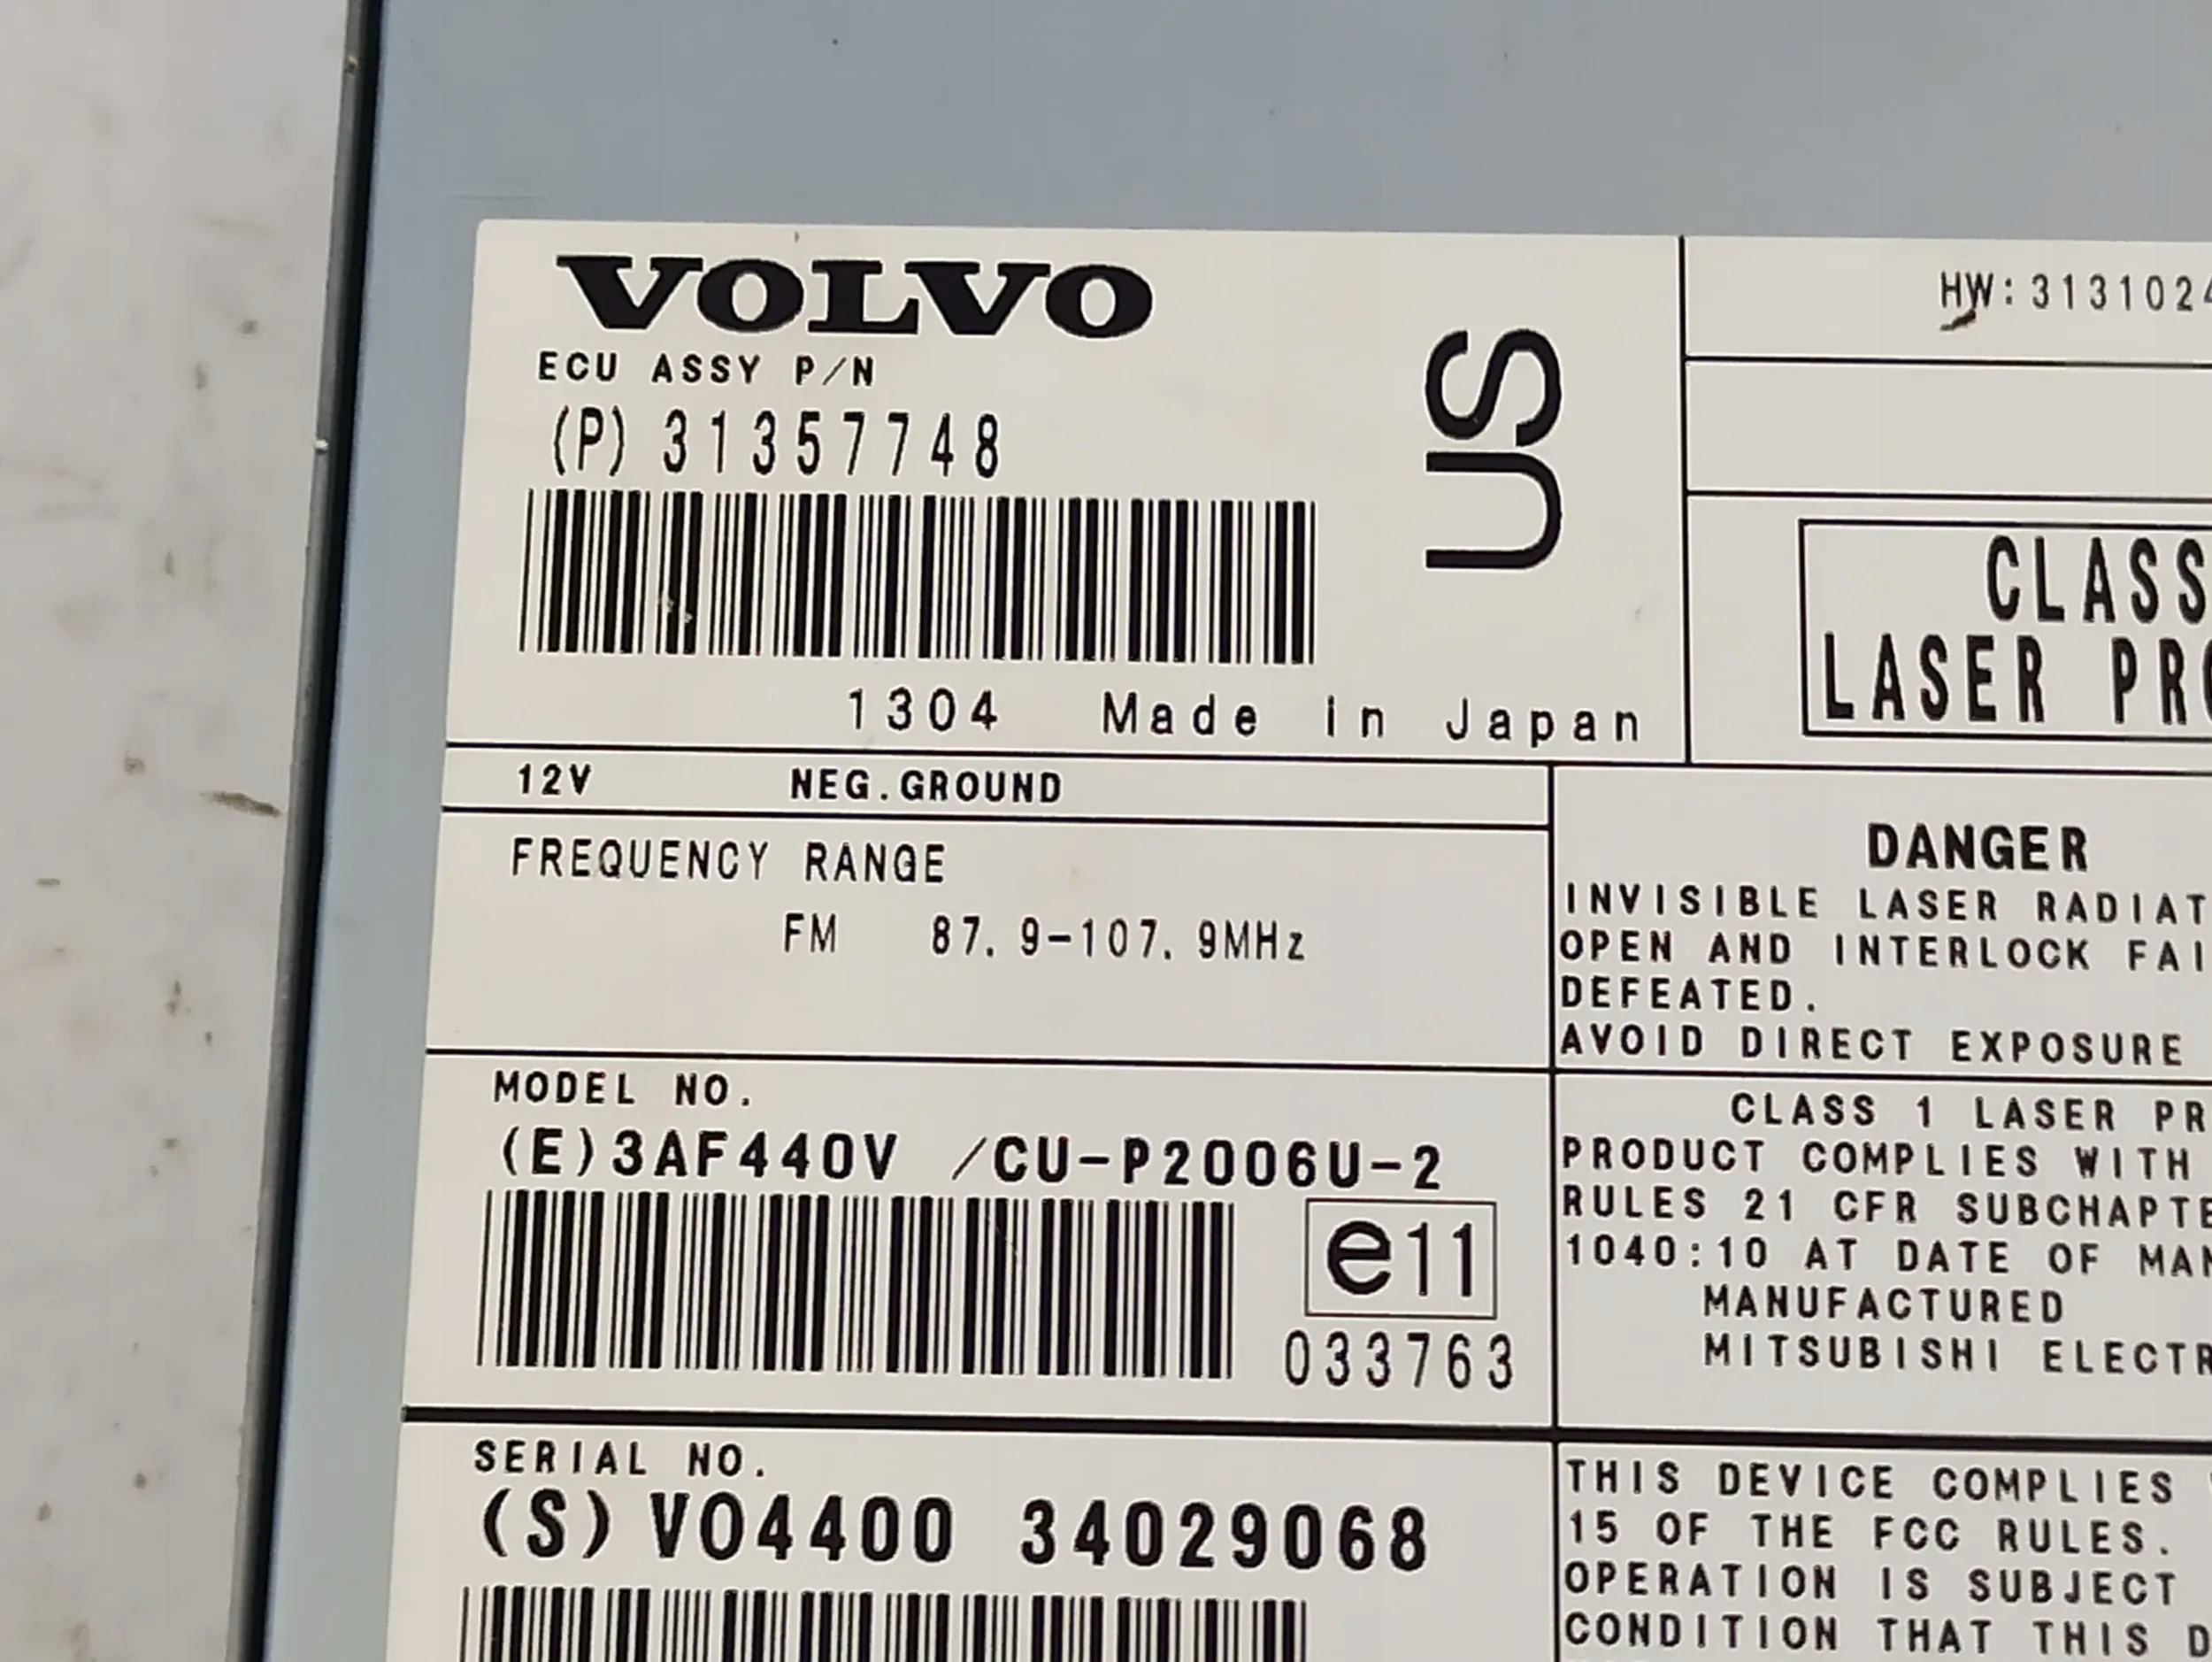 VOLVO
ECU ASSY P/N
(P) 31357748
US
1304 Made in Japan
HW:3131024
CLASS
LASER PRO
12V NEG.GROUND
FREQUENCY RANGE
FM 87.9-107.9MHz
DANGER
INVISIBLE LASER RADIAT
OPEN AND INTERLOCK FAI
DEFEATED.
AVOID DIRECT EXPOSURE
MODEL NO.
(E)3AF440V /CU-P2006U-2
e11
033763
CLASS 1 LASER PR
PRODUCT COMPLIES WITH
RULES 21 CFR SUBCHAPTE
1040:10 AT DATE OF MAN
MANUFACTURED
MITSUBISHI ELECTR
SERIAL NO.
(S)VO4400 34029068
THIS DEVICE COMPLIES
15 OF THE FCC RULES.
OPERATION IS SUBJECT
CONDITION THAT THIS D